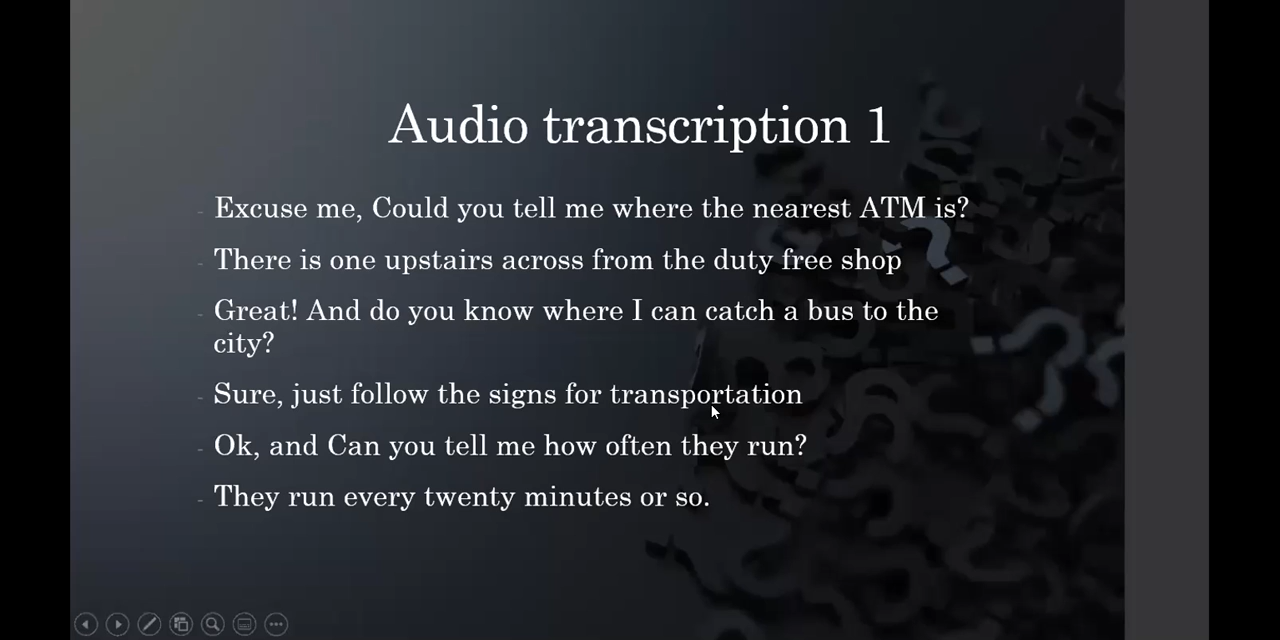 Audio transcription 1
- Excuse me, Could you tell me where the nearest ATM is?
- There is one upstairs across from the duty free shop
- Great! And do you know where I can catch a bus to the
city?
- Sure, just follow the signs for transportation
- Ok, and Can you tell me how often they run?
- They run every twenty minutes or so.